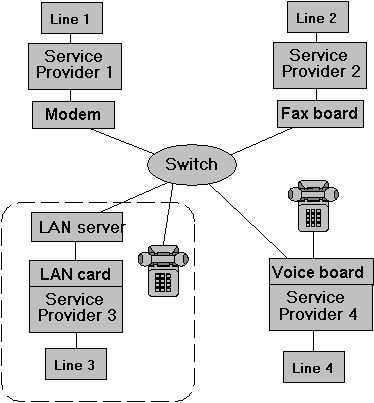 Line 1
Service
Provider 1
Modem
Line 2
Service
Provider 2
Fax board
Switch
LAN server
LAN card
Service
Provider 3
Line 3
Voice board
Service
Provider 4
Line 4